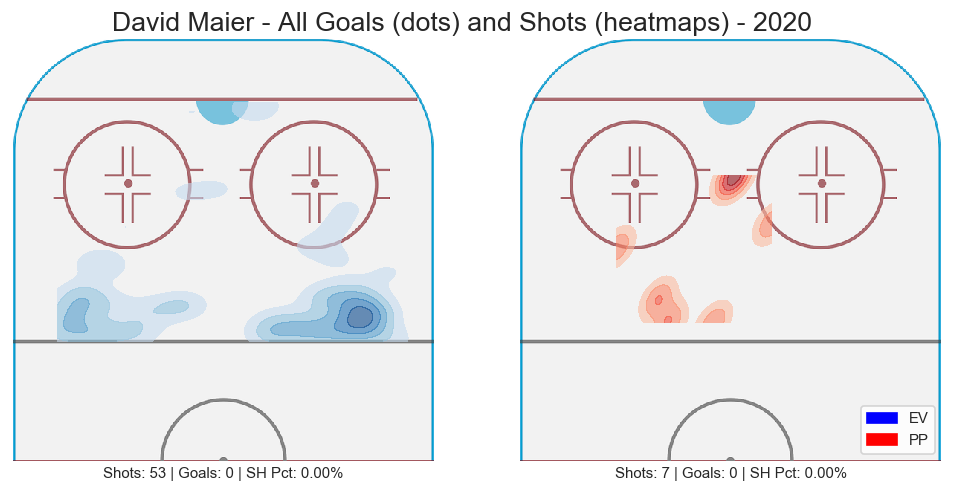 David Maier - All Goals (dots) and Shots (heatmaps) - 2020
EV
PP
Shots: 53 | Goals: 0 | SH Pct: 0.00%
Shots: 7 | Goals: 0 | SH Pct: 0.00%